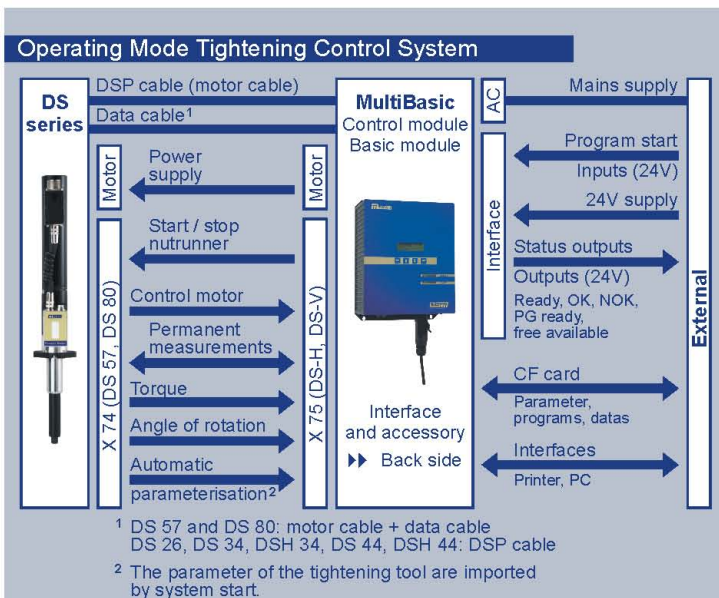 Operating Mode Tightening Control System
DS
series
DSP cable (motor cable)
Data cable¹
MultiBasic
Control module
Basic module
AC
Mains supply
Motor
Power
supply
Motor
Interface
Program start
Inputs (24V)
24V supply
Status outputs
Outputs (24V)
Ready, OK, NOK,
PG ready,
free available
External
X 74 (DS 57, DS 80)
Start / stop
nutrunner
Control motor
Permanent
measurements
Torque
Angle of rotation
Automatic
parameterisation²
X 75 (DS-H, DS-V)
Interface
and accessory
▶▶ Back side
CF card
Parameter,
programs, datas
Interfaces
Printer, PC
¹ DS 57 and DS 80: motor cable + data cable
DS 26, DS 34, DSH 34, DS 44, DSH 44: DSP cable
² The parameter of the tightening tool are imported
by system start.